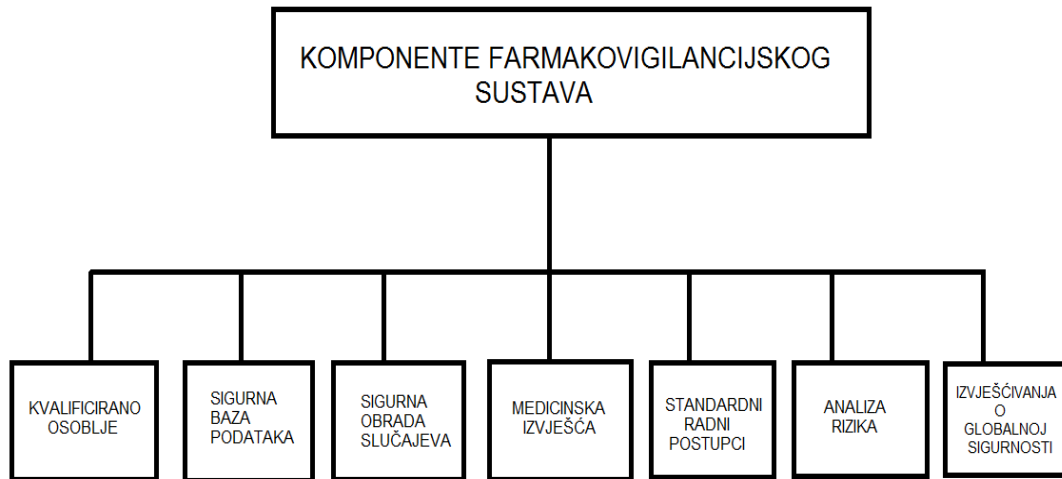 KOMPONENTE FARMAKOVIGILANCIJSKOG
SUSTAVA
KVALIFICIRANO
OSOBLJE
SIGURNA
BAZA
PODATAKA
SIGURNA
OBRADA
SLUČAJEVA
MEDICINSKA
IZVJEŠĆA
STANDARDNI
RADNI
POSTUPCI
ANALIZA
RIZIKA
IZVJEŠĆIVANJA
O
GLOBALNOJ
SIGURNOSTI